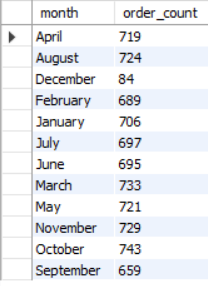 month order_count
April 719
August 724
December 84
February 689
January 706
July 697
June 695
March 733
May 721
November 729
October 743
September 659